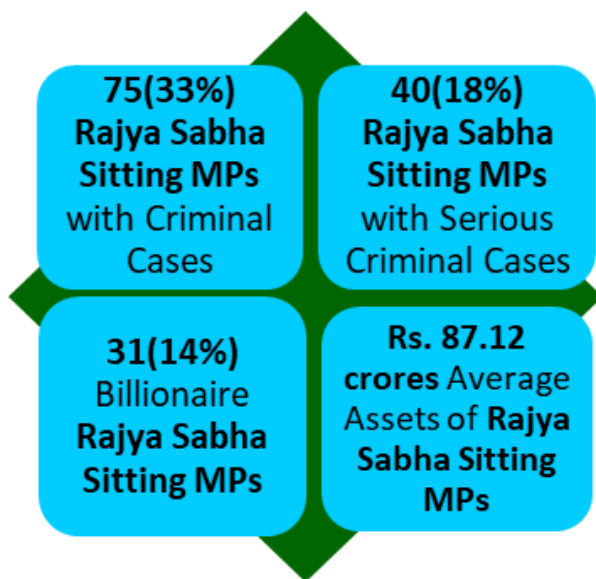 75(33%)
Rajya Sabha
Sitting MPs
with Criminal
Cases
40(18%)
Rajya Sabha
Sitting MPs
with Serious
Criminal Cases
31(14%)
Billionaire
Rajya Sabha
Sitting MPs
Rs. 87.12
crores Average
Assets of Rajya
Sabha Sitting
MPs